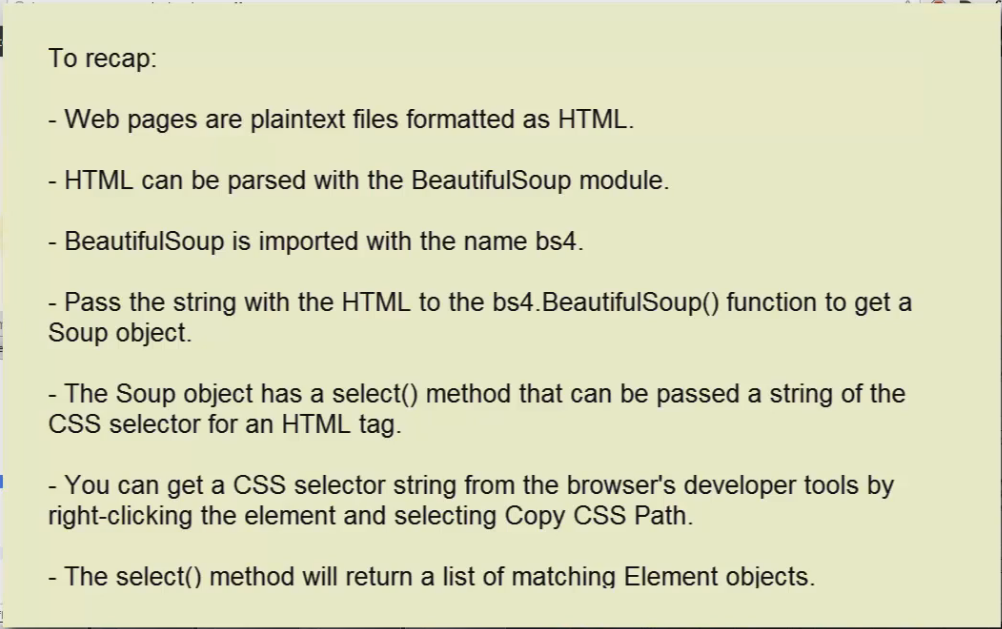 To recap:
- Web pages are plaintext files formatted as HTML.
- HTML can be parsed with the BeautifulSoup module.
- BeautifulSoup is imported with the name bs4.
- Pass the string with the HTML to the bs4.BeautifulSoup() function to get a
Soup object.
- The Soup object has a select() method that can be passed a string of the
CSS selector for an HTML tag.
- You can get a CSS selector string from the browser's developer tools by
right-clicking the element and selecting Copy CSS Path.
- The select() method will return a list of matching Element objects.